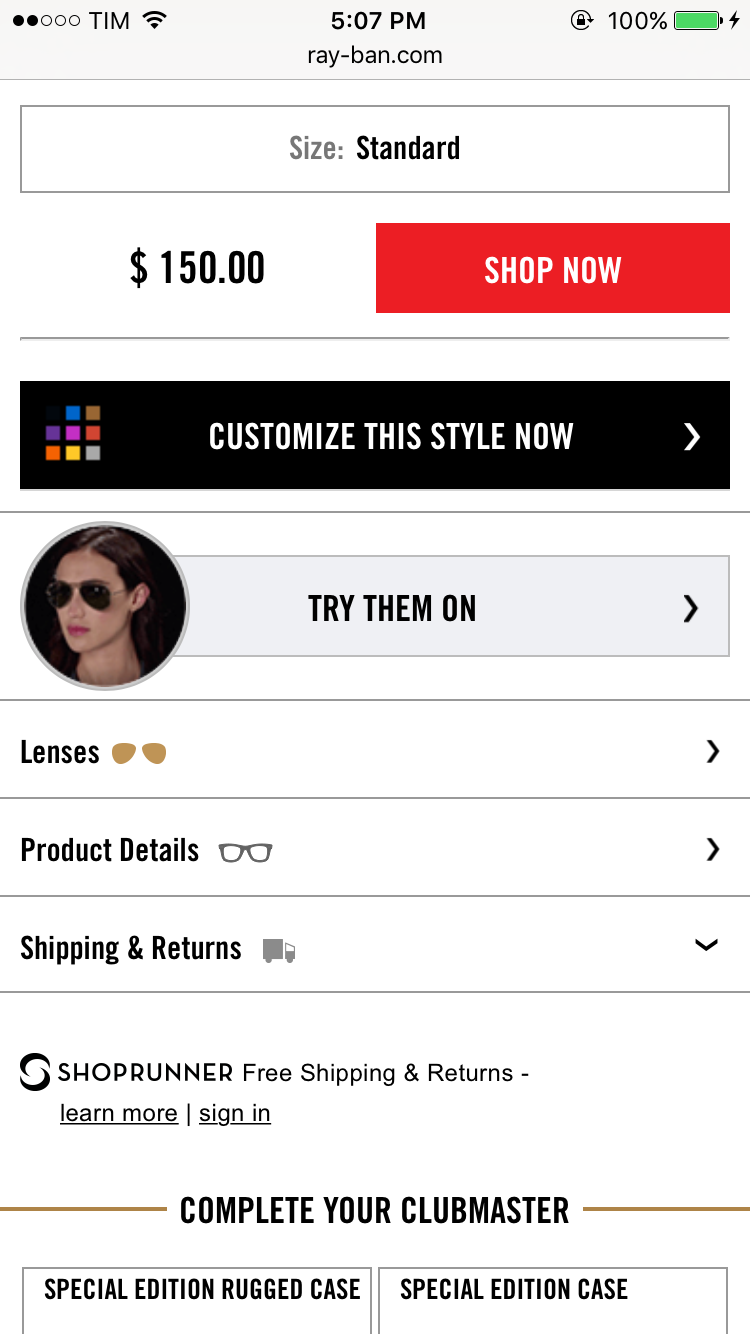 TIM 5:07 PM 100%
ray-ban.com
Size: Standard
$ 150.00 SHOP NOW
CUSTOMIZE THIS STYLE NOW
TRY THEM ON
Lenses
Product Details
Shipping & Returns
SHOPRUNNER Free Shipping & Returns -
learn more | sign in
COMPLETE YOUR CLUBMASTER
SPECIAL EDITION RUGGED CASE SPECIAL EDITION CASE